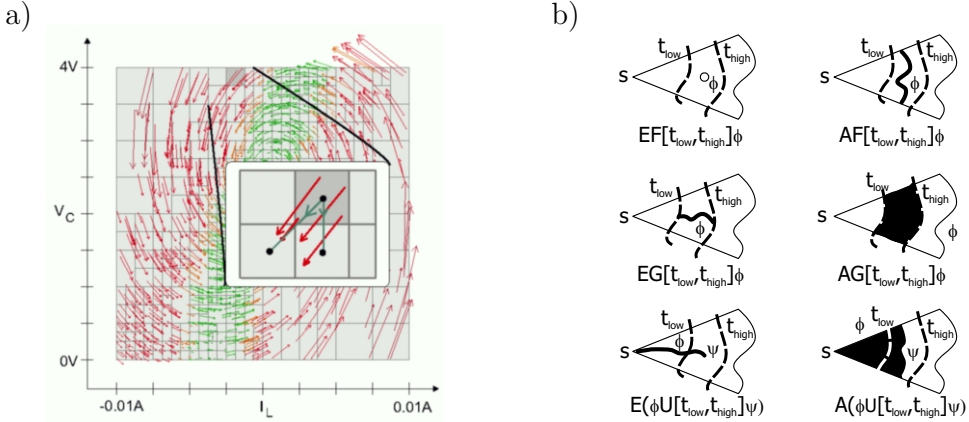 a)
4V
V_C
0V
-0.01A
I_L
0.01A
b)
S
t_low
t_high
ϕ
EF[t_low,t_high]ϕ
S
t_low
t_high
ϕ
AF[t_low,t_high]ϕ
S
t_low
t_high
ϕ
EG[t_low,t_high]ϕ
S
t_low
t_high
ϕ
AG[t_low,t_high]ϕ
S
t_low
t_high
ϕ
ψ
E(ϕU[t_low,t_high]ψ)
S
ϕ
t_low
t_high
ψ
A(ϕU[t_low,t_high]ψ)